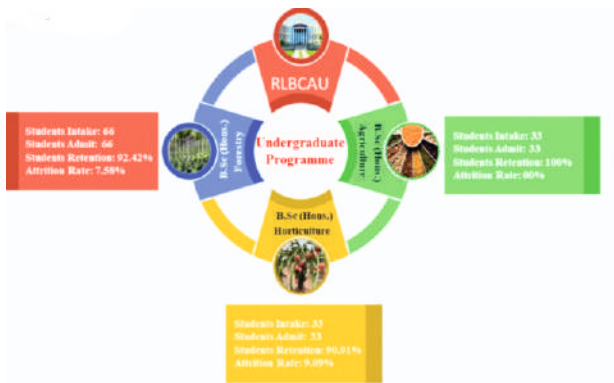 RLBCAU
Undergraduate
Programme
B.Sc (Hons.)
Forestry
B.Sc (Hons.)
Agriculture
B.Sc (Hons.)
Horticulture
Students Intake: 66
Students Admit: 66
Students Retention: 92.42%
Attrition Rate: 7.58%
Students Intake: 33
Students Admit: 33
Students Retention: 100%
Attrition Rate: 00%
Students Intake: 33
Students Admit: 33
Students Retention: 90.91%
Attrition Rate: 9.09%